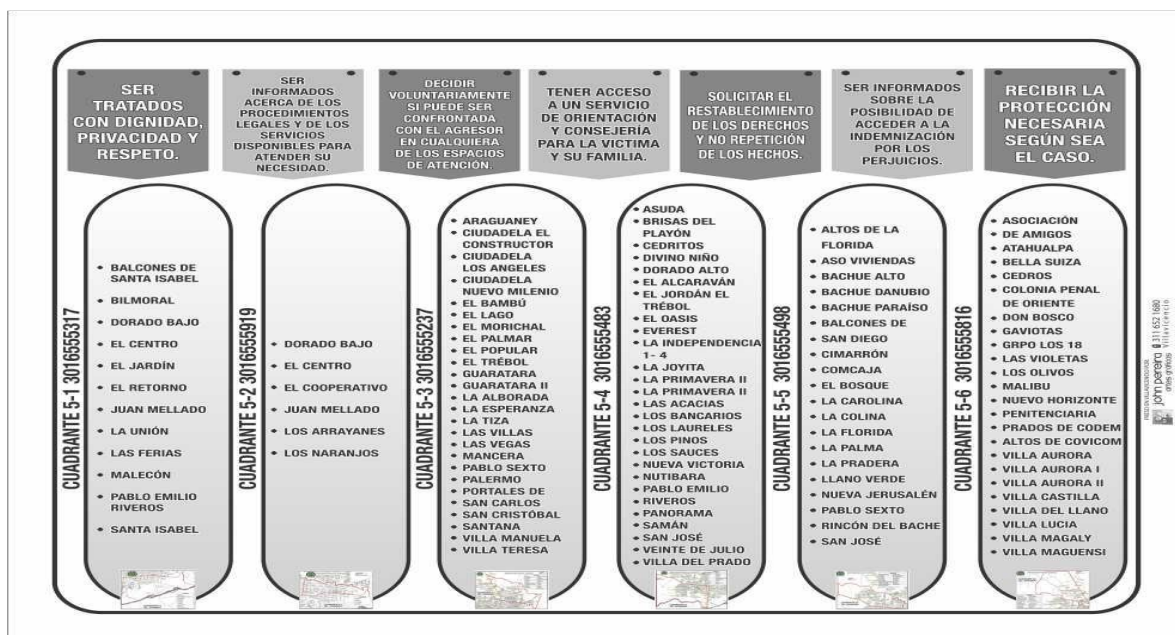 SER
TRATADOS
CON DIGNIDAD,
PRIVACIDAD Y
RESPETO.
SER
INFORMADOS
ACERCA DE LOS
PROCEDIMIENTOS
LEGALES Y DE LOS
SERVICIOS
DISPONIBLES PARA
ATENDER SU
NECESIDAD.
DECIDIR
VOLUNTARIAMENTE
SI PUEDE SER
CONFRONTADA
CON EL AGRESOR
EN CUALQUIERA
DE LOS ESPACIOS
DE ATENCIÓN.
TENER ACCESO
A UN SERVICIO
DE ORIENTACIÓN
Y CONSEJERÍA
PARA LA VICTIMA
Y SU FAMILIA.
SOLICITAR EL
RESTABLECIMIENTO
DE LOS DERECHOS
Y NO REPETICIÓN
DE LOS HECHOS.
SER INFORMADOS
SOBRE LA
POSIBILIDAD DE
ACCEDER A LA
INDEMNIZACIÓN
POR LOS
PERJUICIOS.
RECIBIR LA
PROTECCIÓN
NECESARIA
SEGÚN SEA
EL CASO.
CUADRANTE 5-1 3016555317
• BALCONES DE
SANTA ISABEL
• BILMORAL
• DORADO BAJO
• EL CENTRO
• EL JARDÍN
• EL RETORNO
• JUAN MELLADO
• LA UNIÓN
• LAS FERIAS
• MALECÓN
• PABLO EMILIO
RIVEROS
• SANTA ISABEL
CUADRANTE 5-2 3016555919
• DORADO BAJO
• EL CENTRO
• EL COOPERATIVO
• JUAN MELLADO
• LOS ARRAYANES
• LOS NARANJOS
CUADRANTE 5-3 3016555237
• ARAGUANEY
• CIUDADELA EL
CONSTRUCTOR
• CIUDADELA
LOS ANGELES
• CIUDADELA
NUEVO MILENIO
• EL BAMBÚ
• EL LAGO
• EL MORICHAL
• EL PALMAR
• EL POPULAR
• EL TRÉBOL
• GUARATARA
• GUARATARA II
• LA ALBORADA
• LA ESPERANZA
• LA TIZA
• LAS VILLAS
• LAS VEGAS
• MANCERA
• PABLO SEXTO
• PALERMO
• PORTALES DE
• SAN CARLOS
• SAN CRISTÓBAL
• SANTANA
• VILLA MANUELA
• VILLA TERESA
CUADRANTE 5-4 3016555483
• ASUDA
• BRISAS DEL
PLAYÓN
• CEDRITOS
• DIVINO NIÑO
• DORADO ALTO
• EL ALCARAVÁN
• EL JORDÁN EL
TRÉBOL
• EL OASIS
• EVEREST
• LA INDEPENDENCIA
1- 4
• LA JOYITA
• LA PRIMAVERA II
• LA PRIMAVERA II
• LAS ACACIAS
• LOS BANCARIOS
• LOS LAURELES
• LOS PINOS
• LOS SAUCES
• NUEVA VICTORIA
• NUTIBARA
• PABLO EMILIO
• RIVEROS
• PANORAMA
• SAMÁN
• SAN JOSÉ
• VEINTE DE JULIO
• VILLA DEL PRADO
CUADRANTE 5-5 3016555498
• ALTOS DE LA
FLORIDA
• ASO VIVIENDAS
• BACHUE ALTO
• BACHUE DANUBIO
• BACHUE PARAÍSO
• BALCONES DE
• SAN DIEGO
• CIMARRÓN
• COMCAJA
• EL BOSQUE
• LA CAROLINA
• LA COLINA
• LA FLORIDA
• LA PALMA
• LA PRADERA
• LLANO VERDE
• NUEVA JERUSALÉN
• PABLO SEXTO
• RINCÓN DEL BACHE
• SAN JOSÉ
CUADRANTE 5-6 3016555816
• ASOCIACIÓN
• DE AMIGOS
• ATAHUALPA
• BELLA SUIZA
• CEDROS
• COLONIA PENAL
DE ORIENTE
• DON BOSCO
• GAVIOTAS
• GRPO LOS 18
• LAS VIOLETAS
• LOS OLIVOS
• MALIBU
• NUEVO HORIZONTE
• PENITENCIARIA
• PRADOS DE CODEM
• ALTOS DE COVICOM
• VILLA AURORA
• VILLA AURORA I
• VILLA AURORA II
• VILLA CASTILLA
• VILLA DEL LLANO
• VILLA LUCIA
• VILLA MAGALY
• VILLA MAGUENSI
john pereira 311 652 1680
artes gráficas Villavicencio